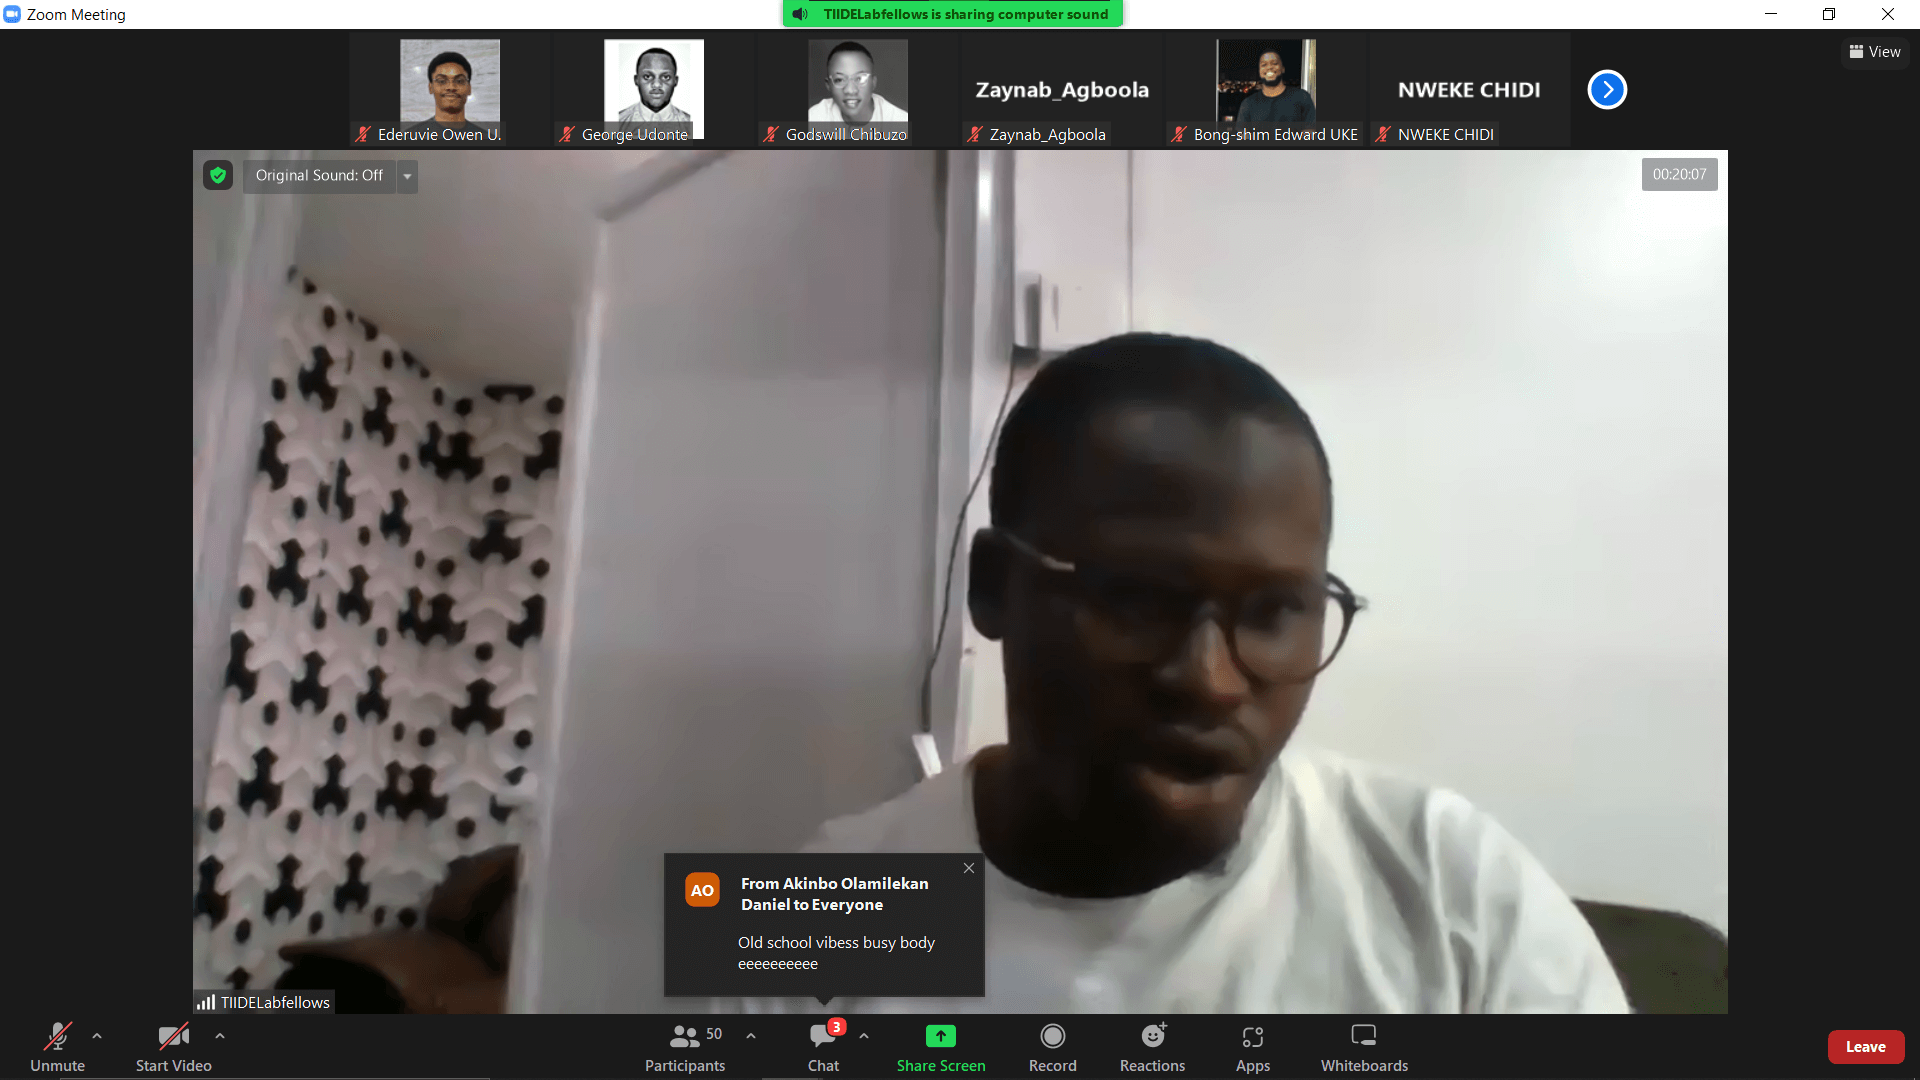 Zoom Meeting
TIIDELabfellows is sharing computer sound
View
Zaynab_Agboola
NWEKE CHIDI
Ederuvie Owen U.
George Udonte
Godswill Chibuzo
Zaynab_Agboola
Bong-shim Edward UKE
NWEKE CHIDI
Original Sound: Off
00:20:07
AO
From Akinbo Olamilekan
Daniel to Everyone
Old school vibess busy body
eeeeeeeeee
TIIDELabfellows
Unmute
Start Video
50
Participants
3
Chat
Share Screen
Record
Reactions
Apps
Whiteboards
Leave